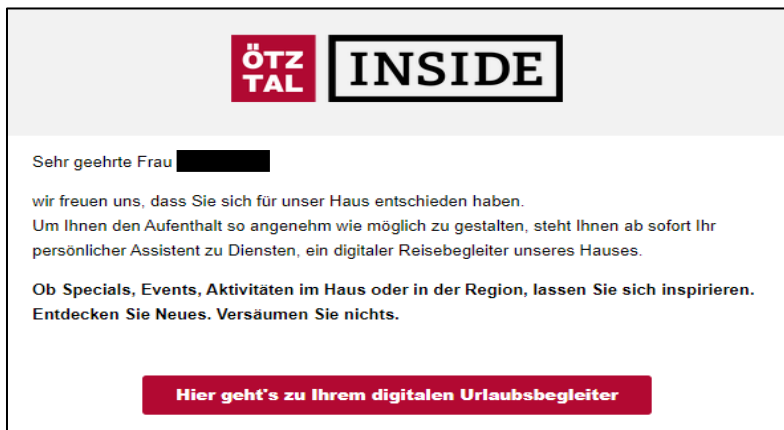 ÖTZ
TAL
INSIDE
Sehr geehrte Frau
wir freuen uns, dass Sie sich für unser Haus entschieden haben.
Um Ihnen den Aufenthalt so angenehm wie möglich zu gestalten, steht Ihnen ab sofort Ihr
persönlicher Assistent zu Diensten, ein digitaler Reisebegleiter unseres Hauses.
Ob Specials, Events, Aktivitäten im Haus oder in der Region, lassen Sie sich inspirieren.
Entdecken Sie Neues. Versäumen Sie nichts.
Hier geht's zu Ihrem digitalen Urlaubsbegleiter